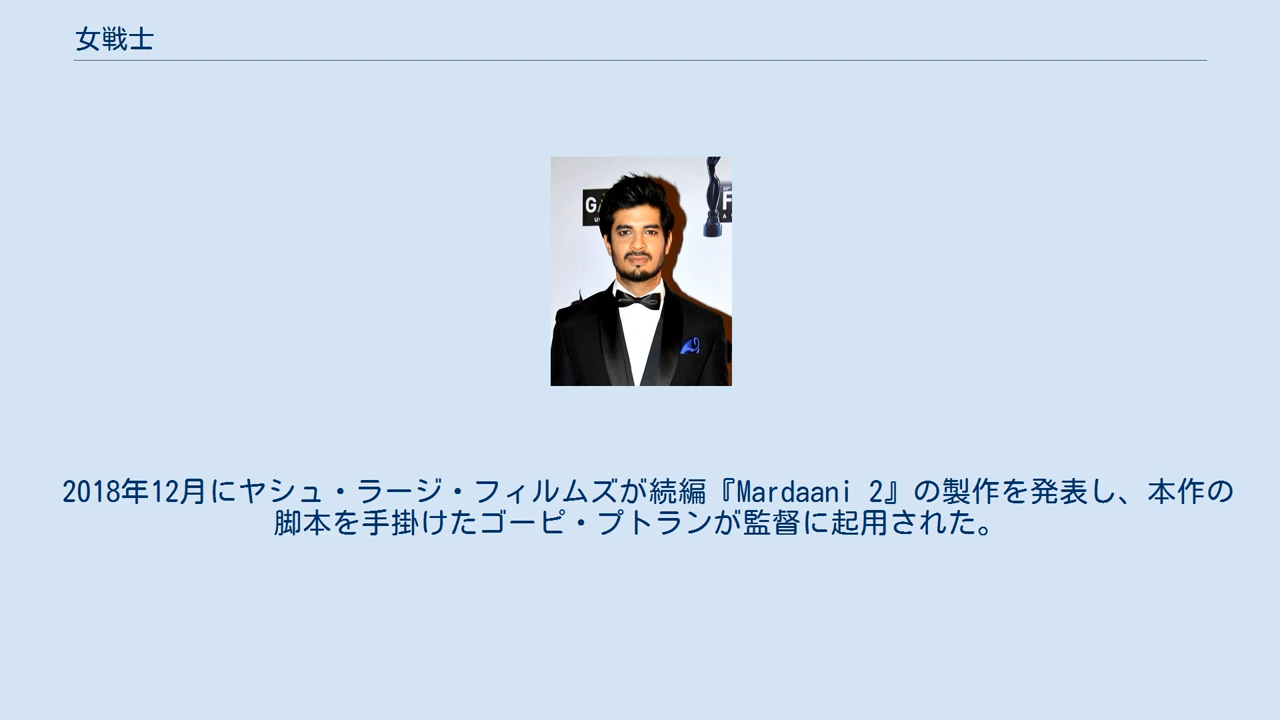 女戦士
2018年12月にヤシュ・ラージ・フィルムズが続編『Mardaani 2』の製作を発表し、本作の
脚本を手掛けたゴーピ・プトランが監督に起用された。